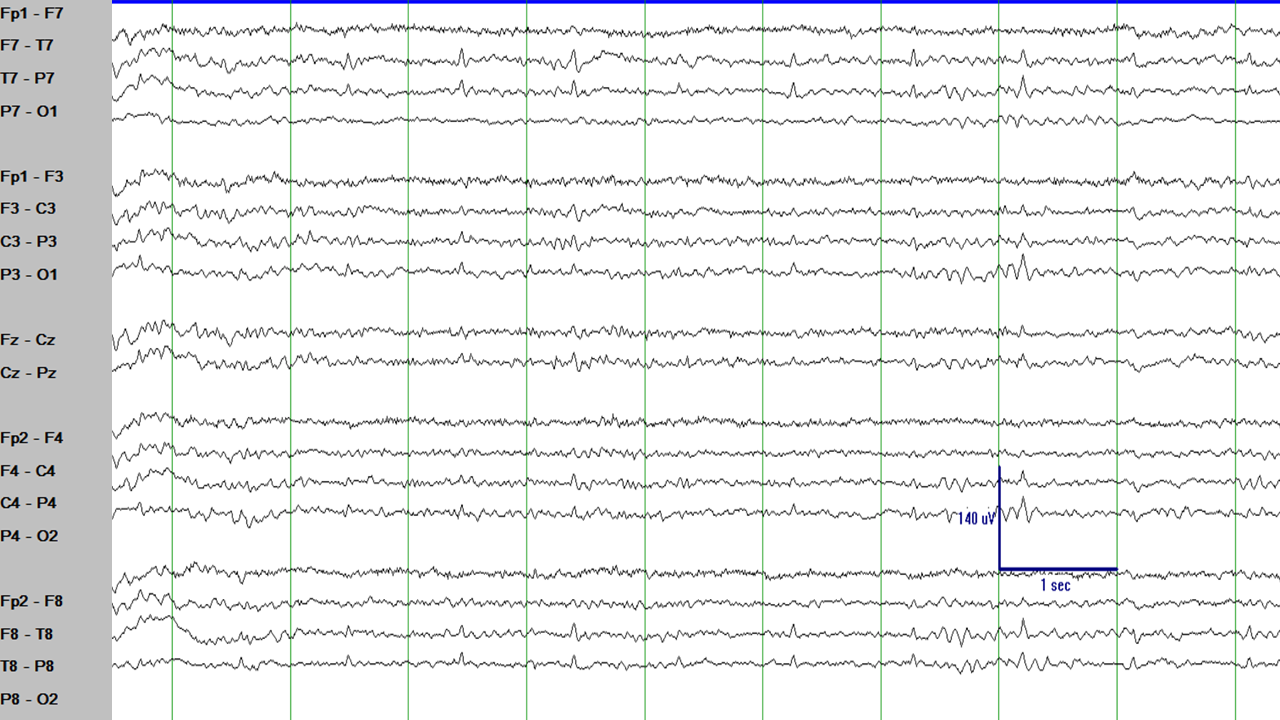 Fp1 - F7
F7 - T7
T7 - P7
P7 - O1
Fp1 - F3
F3 - C3
C3 - P3
P3 - O1
Fz - Cz
Cz - Pz
Fp2 - F4
F4 - C4
C4 - P4
P4 - O2
Fp2 - F8
F8 - T8
T8 - P8
P8 - O2
140 uV
1 sec